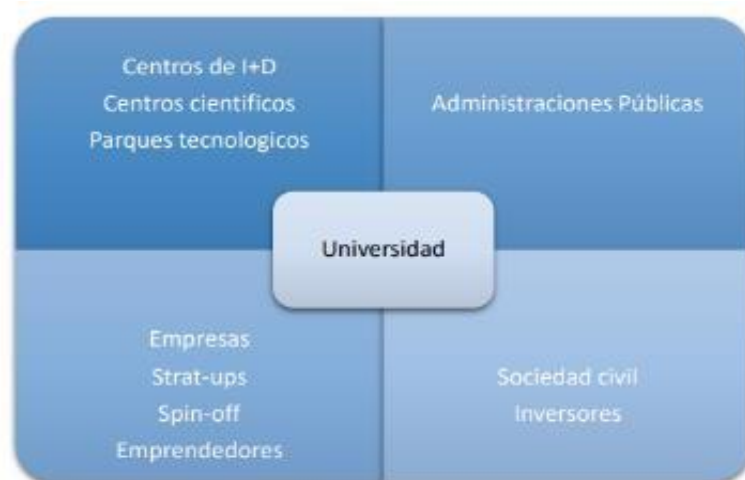 Centros de I+D
Centros cientificos
Parques tecnologicos
Administraciones Públicas
Universidad
Empresas
Strat-ups
Spin-off
Emprendedores
Sociedad civil
Inversores